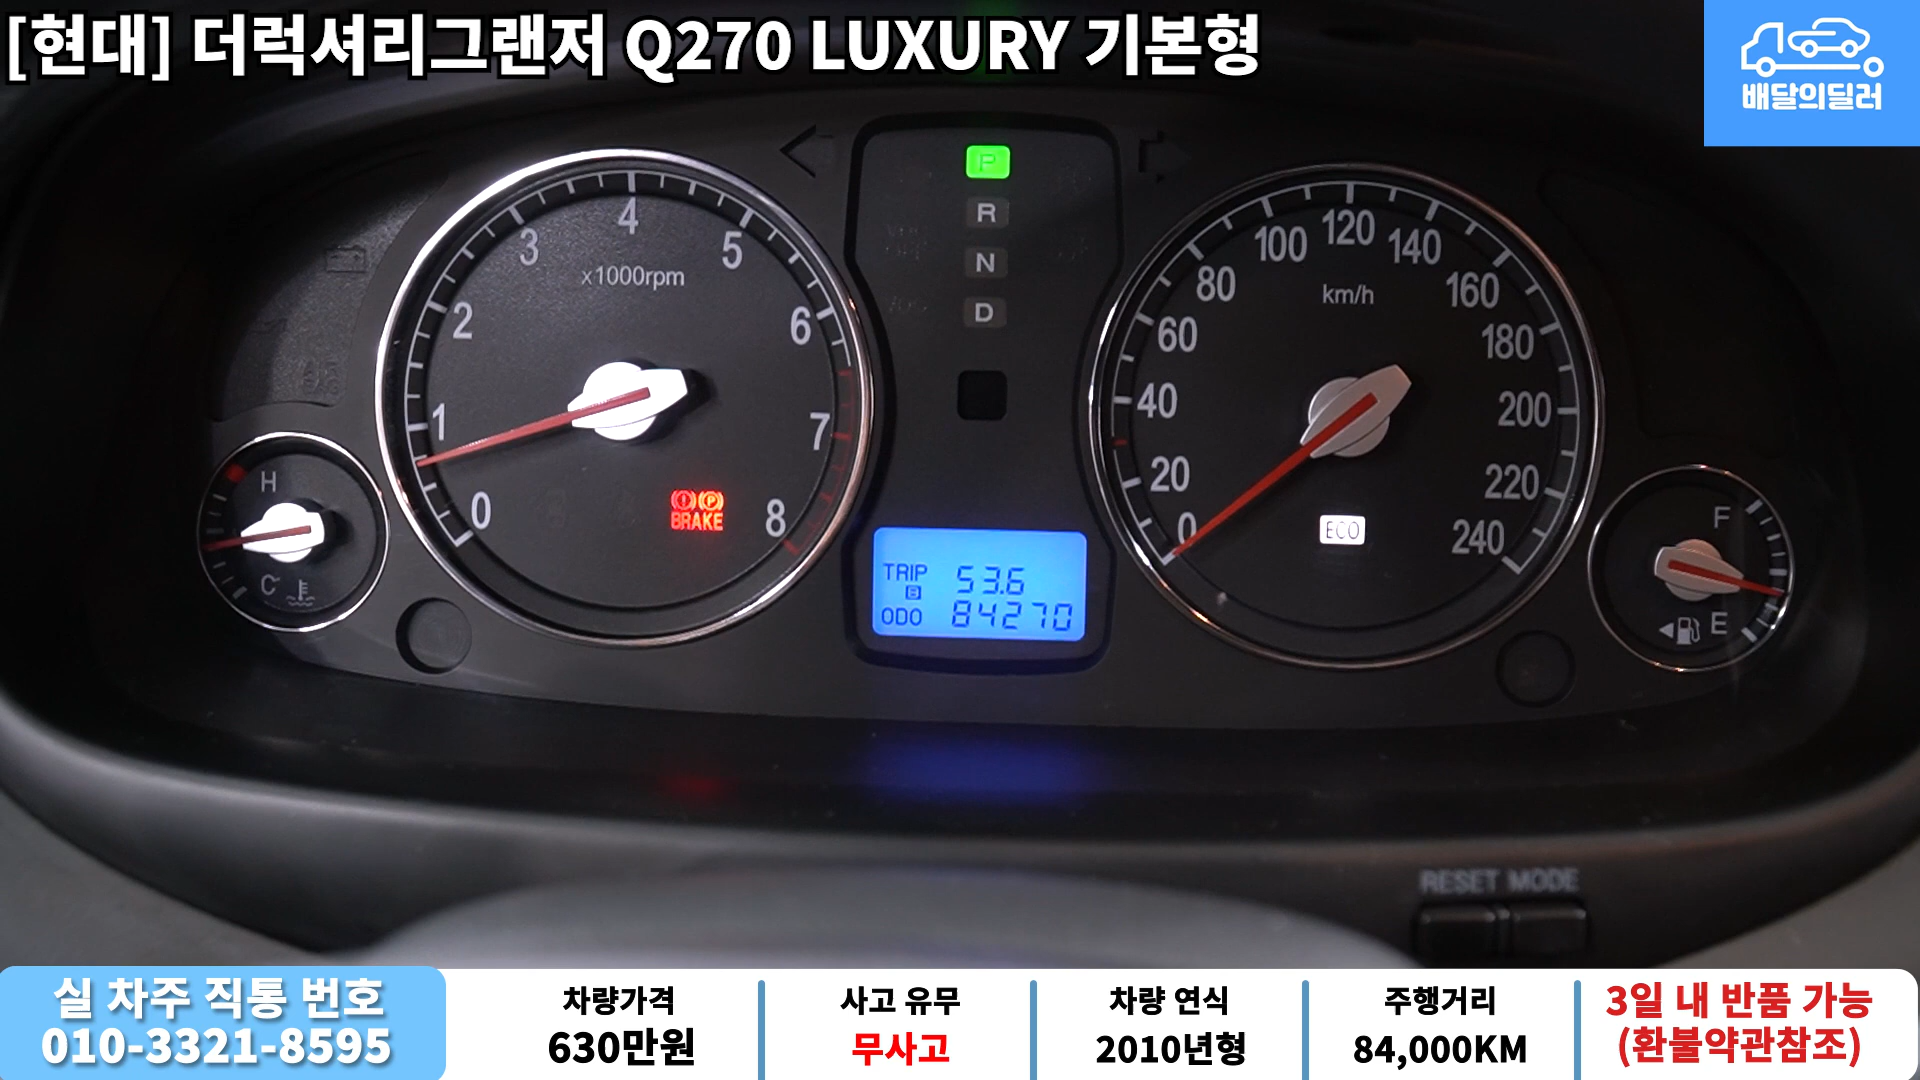 [현대] 더럭셔리그랜저 Q270 LUXURY 기본형
배달의딜러
P
R
N
D
0 1 2 3 4 5 6 7 8
x1000rpm
BRAKE
H
C
TRIP 53.6
B
ODO 84270
0 20 40 60 80 100 120 140 160 180 200 220 240
km/h
ECO
F
E
RESET MODE
실 차주 직통 번호
010-3321-8595
차량가격
630만원
사고 유무
무사고
차량 연식
2010년형
주행거리
84,000KM
3일 내 반품 가능
(환불약관참조)